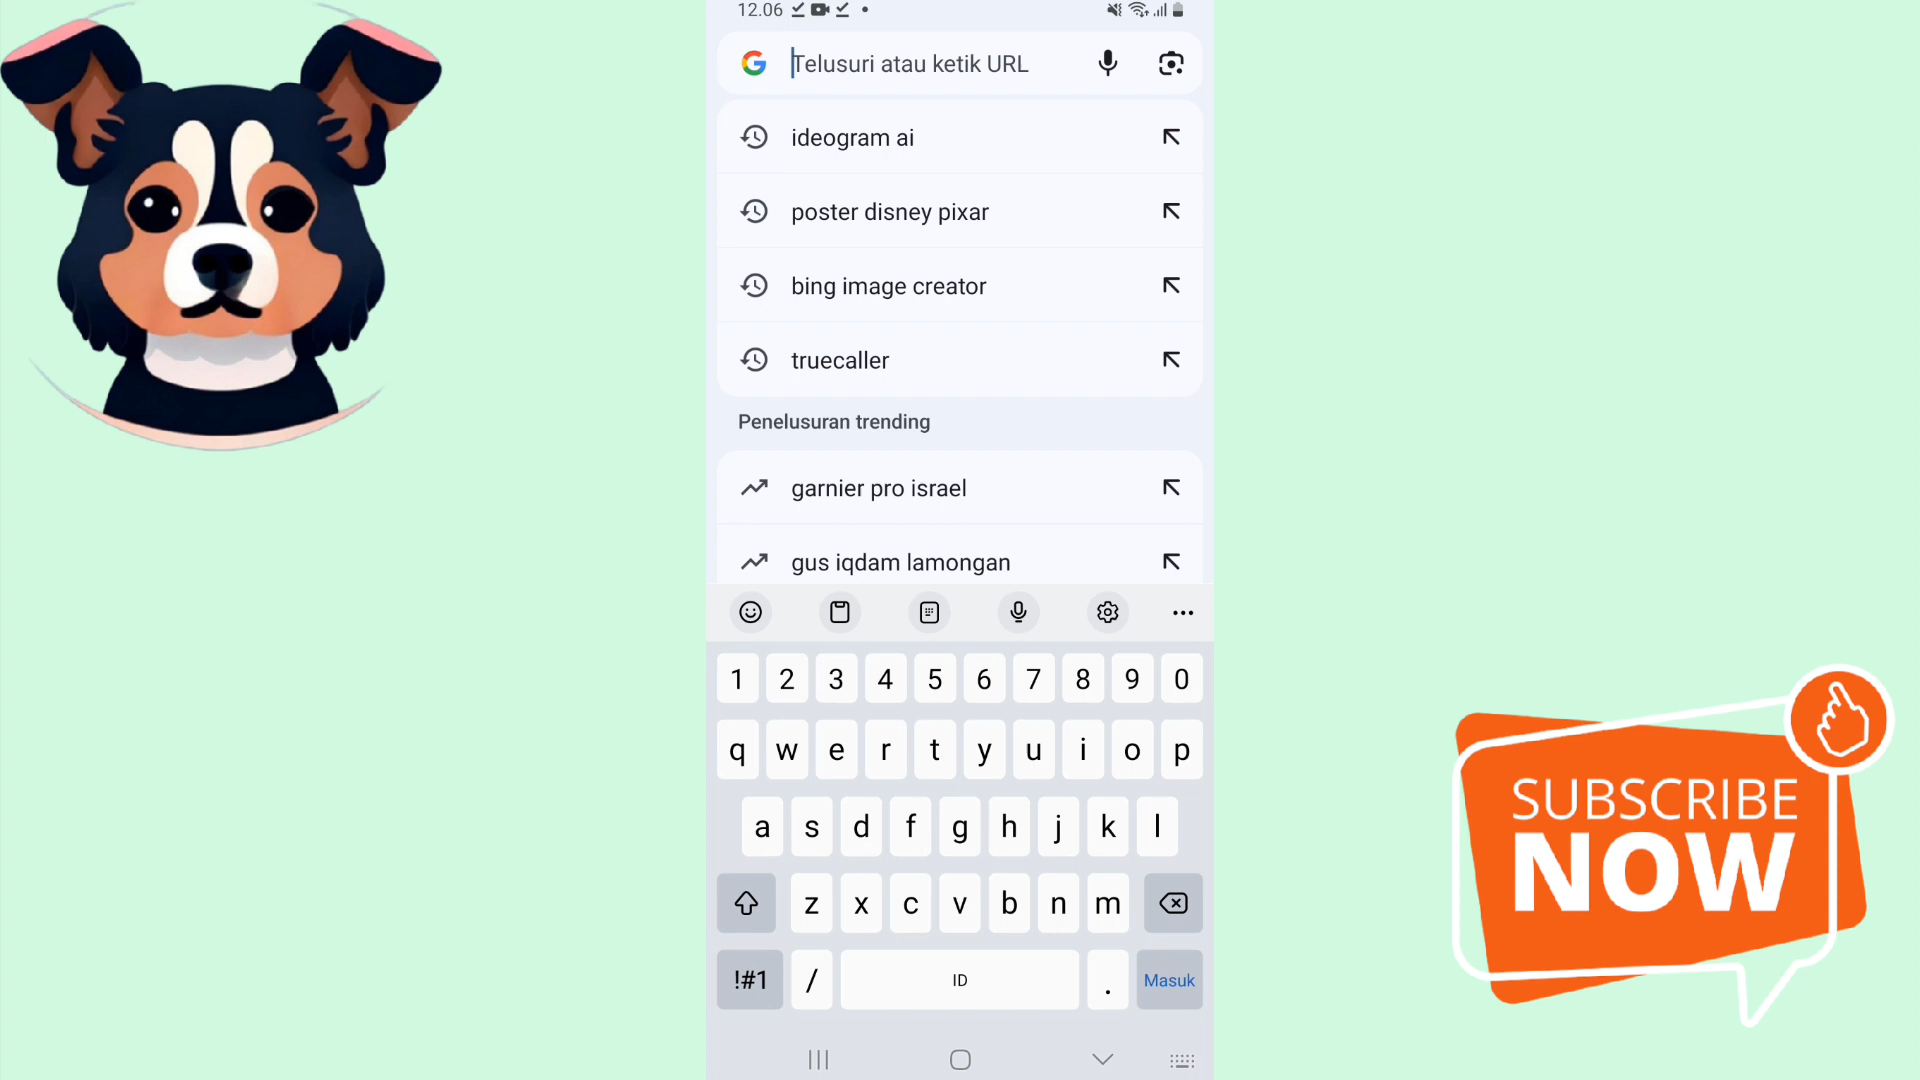 12.06
Telusuri atau ketik URL
ideogram ai
poster disney pixar
bing image creator
truecaller
Penelusuran trending
garnier pro israel
gus iqdam lamongan
1 2 3 4 5 6 7 8 9 0
q w e r t y u i o p
a s d f g h j k l
z x c v b n m
!#1 / ID . Masuk
SUBSCRIBE
NOW